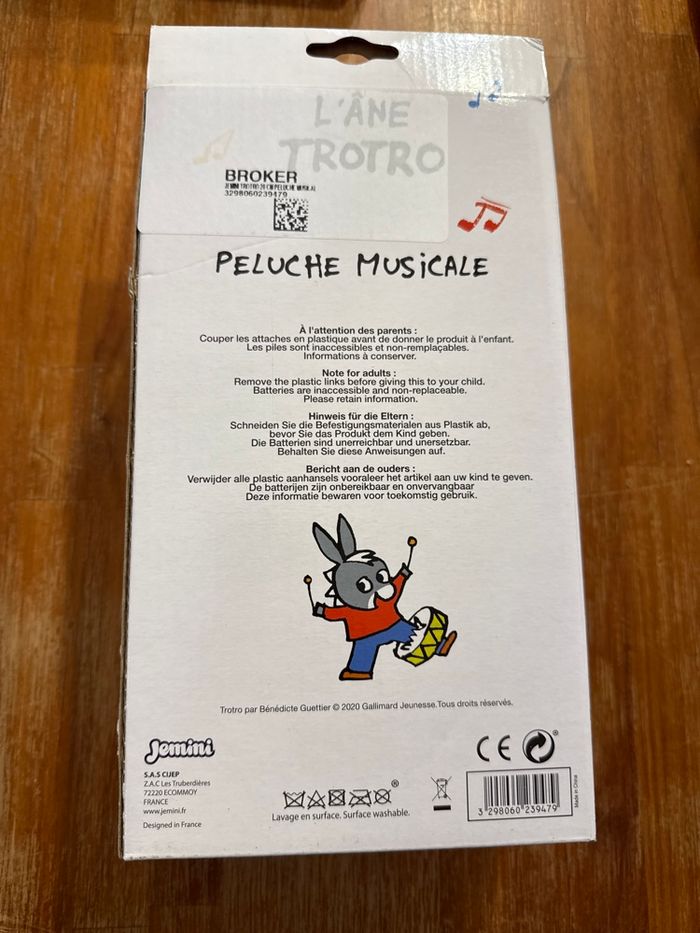 L'ÂNE
TROTRO
BROKER
JEMINI TROTRO 20 CM PELUCHE MUSICAL
3298060239479
PELUCHE MUSiCALE
À l'attention des parents :
Couper les attaches en plastique avant de donner le produit à l'enfant.
Les piles sont inaccessibles et non-remplaçables.
Informations à conserver.
Note for adults :
Remove the plastic links before giving this to your child.
Batteries are inaccessible and non-replaceable.
Please retain information.
Hinweis für die Eltern :
Schneiden Sie die Befestigungsmaterialen aus Plastik ab,
bevor Sie das Produkt dem Kind geben.
Die Batterien sind unerreichbar und unersetzbar.
Behalten Sie diese Anweisungen auf.
Bericht aan de ouders :
Verwijder alle plastic aanhansels vooraleer het artikel aan uw kind te geven.
De batterijen zijn onbereikbaar en onvervangbaar
Deze informatie bewaren voor toekomstig gebruik.
Trotro par Bénédicte Guettier © 2020 Gallimard Jeunesse.Tous droits réservés.
Jemini
S.A.S CIJEP
Z.A.C Les Truberdières
72220 ECOMMOY
FRANCE
www.jemini.fr
Designed in France
Lavage en surface. Surface washable.
CE
3 298060 239479
Made in China